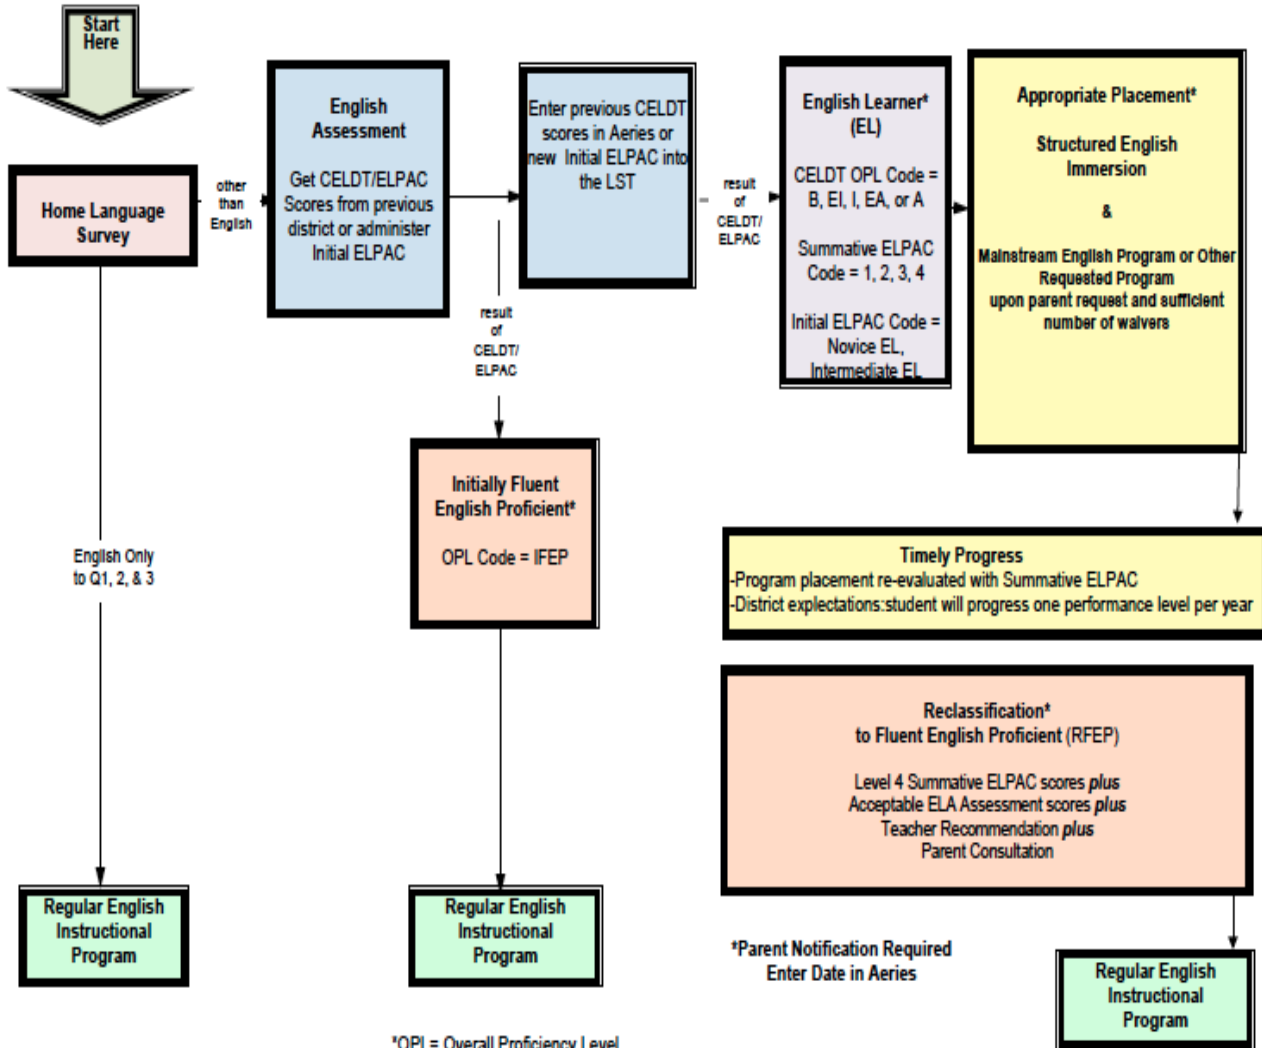 Start
Here
Home Language
Survey
other
than
English
English
Assessment
Get CELDT/ELPAC
Scores from previous
district or administer
Initial ELPAC
Enter previous CELDT
scores in Aeries or
new Initial ELPAC into
the LST
result
of
CELDT/
ELPAC
English Learner*
(EL)
CELDT OPL Code =
B, EI, I, EA, or A
Summative ELPAC
Code = 1, 2, 3, 4
Initial ELPAC Code =
Novice EL,
Intermediate EL
Appropriate Placement*
Structured English
Immersion
&
Mainstream English Program or Other
Requested Program
upon parent request and sufficient
number of waivers
result
of
CELDT/
ELPAC
Initially Fluent
English Proficient*
OPL Code = IFEP
English Only
to Q1, 2, & 3
Timely Progress
-Program placement re-evaluated with Summative ELPAC
-District explectations:student will progress one performance level per year
Reclassification*
to Fluent English Proficient (RFEP)
Level 4 Summative ELPAC scores plus
Acceptable ELA Assessment scores plus
Teacher Recommendation plus
Parent Consultation
Regular English
Instructional
Program
Regular English
Instructional
Program
*Parent Notification Required
Enter Date in Aeries
Regular English
Instructional
Program
*OPL= Overall Proficiency Level